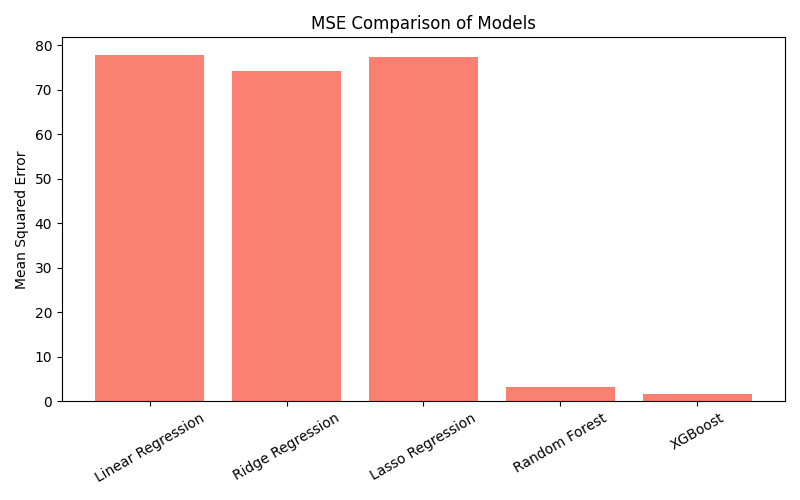 MSE Comparison of Models
Mean Squared Error
80
70
60
50
40
30
20
10
0
Linear Regression
Ridge Regression
Lasso Regression
Random Forest
XGBoost